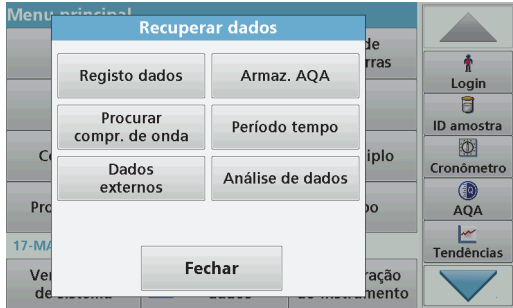 Menu principal
Recuperar dados
Registo dados
Armaz. AQA
Procurar
compr. de onda
Período tempo
Dados
externos
Análise de dados
Fechar
Login
ID amostra
Cronômetro
AQA
Tendências